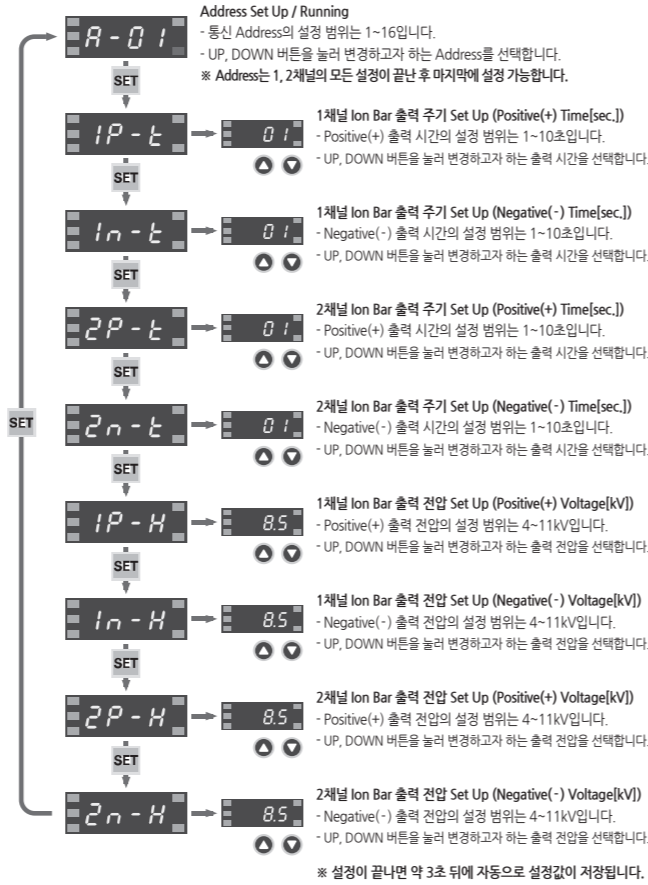 Address Set Up / Running
A-01
- 통신 Address의 설정 범위는 1~16입니다.
- UP, DOWN 버튼을 눌러 변경하고자 하는 Address를 선택합니다.
※ Address는 1, 2채널의 모든 설정이 끝난 후 마지막에 설정 가능합니다.
SET
1채널 Ion Bar 출력 주기 Set Up (Positive(+) Time[sec.])
1P-t
01
- Positive(+) 출력 시간의 설정 범위는 1~10초입니다.
- UP, DOWN 버튼을 눌러 변경하고자 하는 출력 시간을 선택합니다.
SET
1채널 Ion Bar 출력 주기 Set Up (Negative(-) Time[sec.])
1n-t
01
- Negative(-) 출력 시간의 설정 범위는 1~10초입니다.
- UP, DOWN 버튼을 눌러 변경하고자 하는 출력 시간을 선택합니다.
SET
2채널 Ion Bar 출력 주기 Set Up (Positive(+) Time[sec.])
2P-t
01
- Positive(+) 출력 시간의 설정 범위는 1~10초입니다.
- UP, DOWN 버튼을 눌러 변경하고자 하는 출력 시간을 선택합니다.
SET
2채널 Ion Bar 출력 주기 Set Up (Negative(-) Time[sec.])
SET
2n-t
01
- Negative(-) 출력 시간의 설정 범위는 1~10초입니다.
- UP, DOWN 버튼을 눌러 변경하고자 하는 출력 시간을 선택합니다.
SET
1채널 Ion Bar 출력 전압 Set Up (Positive(+) Voltage[kV])
1P-H
8.5
- Positive(+) 출력 전압의 설정 범위는 4~11kV입니다.
- UP, DOWN 버튼을 눌러 변경하고자 하는 출력 전압을 선택합니다.
SET
1채널 Ion Bar 출력 전압 Set Up (Negative(-) Voltage[kV])
1n-H
8.5
- Negative(-) 출력 전압의 설정 범위는 4~11kV입니다.
- UP, DOWN 버튼을 눌러 변경하고자 하는 출력 전압을 선택합니다.
SET
2채널 Ion Bar 출력 전압 Set Up (Positive(+) Voltage[kV])
2P-H
8.5
- Positive(+) 출력 전압의 설정 범위는 4~11kV입니다.
- UP, DOWN 버튼을 눌러 변경하고자 하는 출력 전압을 선택합니다.
SET
2채널 Ion Bar 출력 전압 Set Up (Negative(-) Voltage[kV])
2n-H
8.5
- Negative(-) 출력 전압의 설정 범위는 4~11kV입니다.
- UP, DOWN 버튼을 눌러 변경하고자 하는 출력 전압을 선택합니다.
※ 설정이 끝나면 약 3초 뒤에 자동으로 설정값이 저장됩니다.